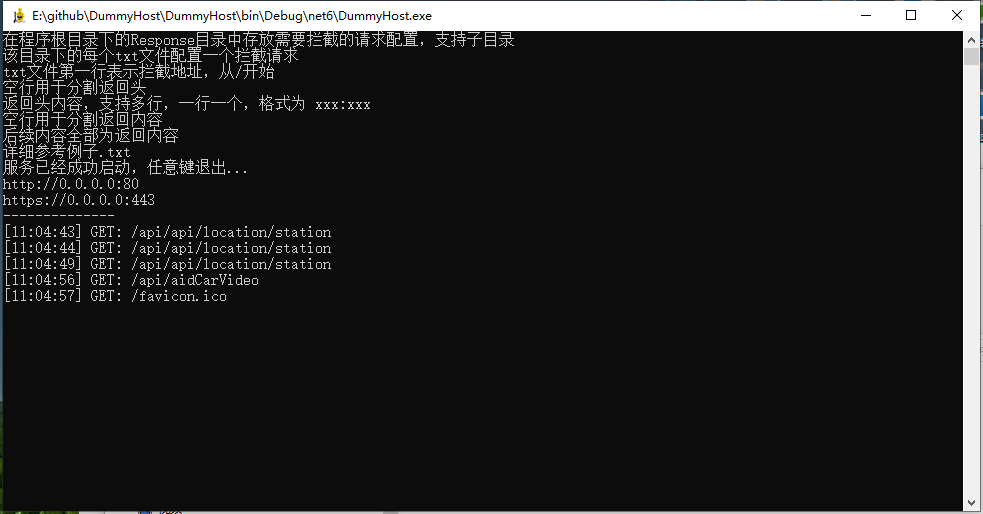 E:\github\DummyHost\DummyHost\bin\Debug\net6\DummyHost.exe
在程序根目录下的Response目录中存放需要拦截的请求配置，支持子目录
该目录下的每个txt文件配置一个拦截请求
txt文件第一行表示拦截地址，从/开始
空行用于分割返回头
返回头内容，支持多行，一行一个，格式为 xxx:xxx
空行用于分割返回内容
后续内容全部为返回内容
详细参考例子.txt
服务已经成功启动，任意键退出...
http://0.0.0.0:80
https://0.0.0.0:443
--------------
[11:04:43] GET: /api/api/location/station
[11:04:44] GET: /api/api/location/station
[11:04:49] GET: /api/api/location/station
[11:04:56] GET: /api/aidCarVideo
[11:04:57] GET: /favicon.ico